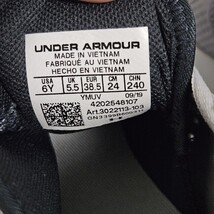 UNDER ARMOUR
MADE IN VIETNAM
FABRIQUÉ AU VIETNAM
HECHO EN VIETNAM
USA UK EUR CM CHN
6Y 5.5 38.5 24 240
YMUV 09/19
4202648107
Art.3022113-103